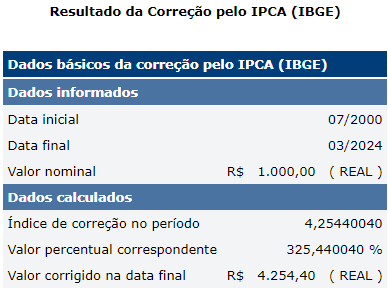 Resultado da Correção pelo IPCA (IBGE)
Dados básicos da correção pelo IPCA (IBGE)
Dados informados
Data inicial 07/2000
Data final 03/2024
Valor nominal R$ 1.000,00 ( REAL )
Dados calculados
Índice de correção no período 4,25440040
Valor percentual correspondente 325,440040 %
Valor corrigido na data final R$ 4.254,40 ( REAL )